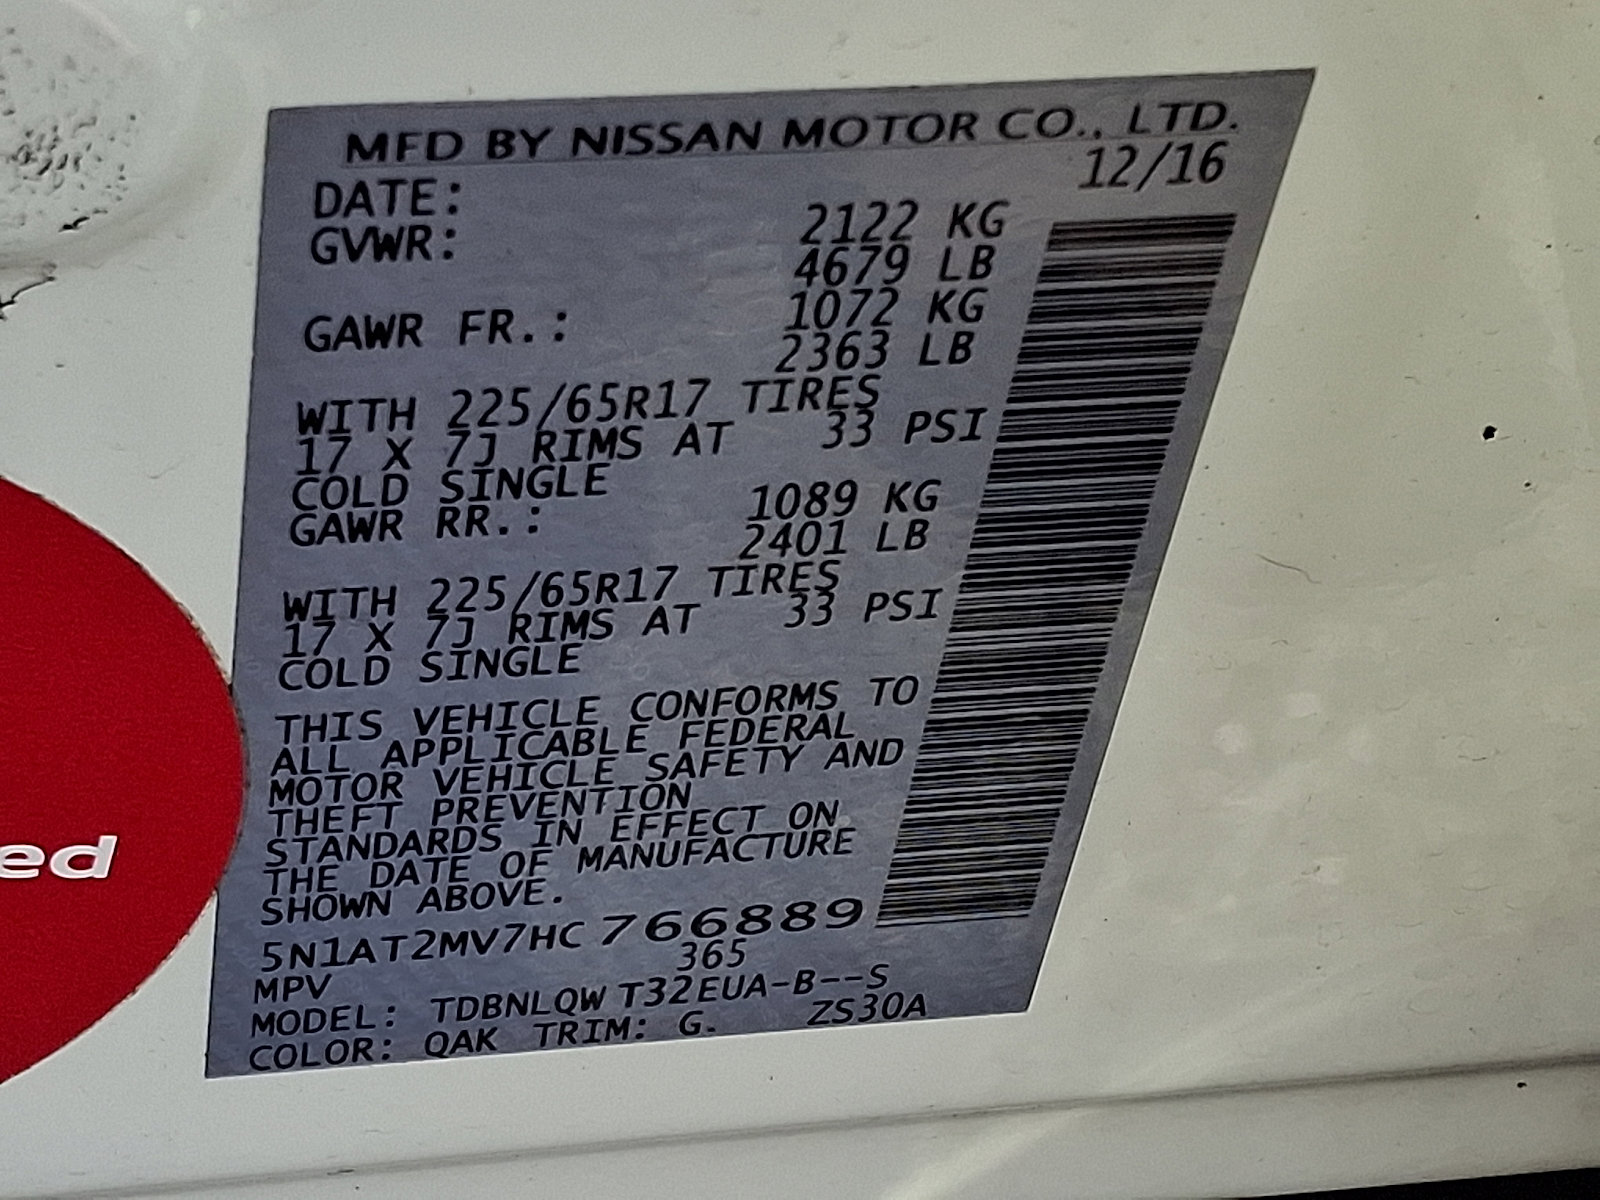 MFD BY NISSAN MOTOR CO., LTD.
DATE: 12/16
GVWR: 2122 KG
4679 LB
GAWR FR.: 1072 KG
2363 LB
WITH 225/65R17 TIRES
17 X 7J RIMS AT 33 PSI
COLD SINGLE
GAWR RR.: 1089 KG
2401 LB
WITH 225/65R17 TIRES
17 X 7J RIMS AT 33 PSI
COLD SINGLE
THIS VEHICLE CONFORMS TO
ALL APPLICABLE FEDERAL
MOTOR VEHICLE SAFETY AND
THEFT PREVENTION
STANDARDS IN EFFECT ON
THE DATE OF MANUFACTURE
SHOWN ABOVE.
5N1AT2MV7HC766889
MPV 365
MODEL: TDBNLQW T32EUA-B--S
COLOR: QAK TRIM: G. ZS30A
ed